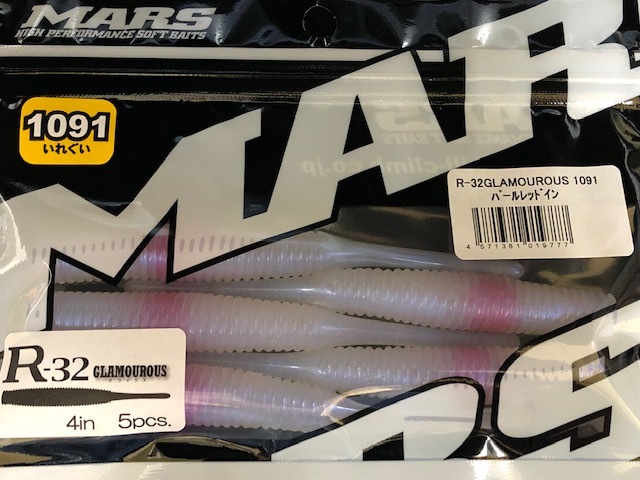 MARS
HIGH PERFORMANCE SOFT BAITS
1091
いれぐい
MAR
R-32GLAMOUROUS 1091
パールレッドイン
4 571381 019777
R-32 GLAMOUROUS
4in 5pcs.